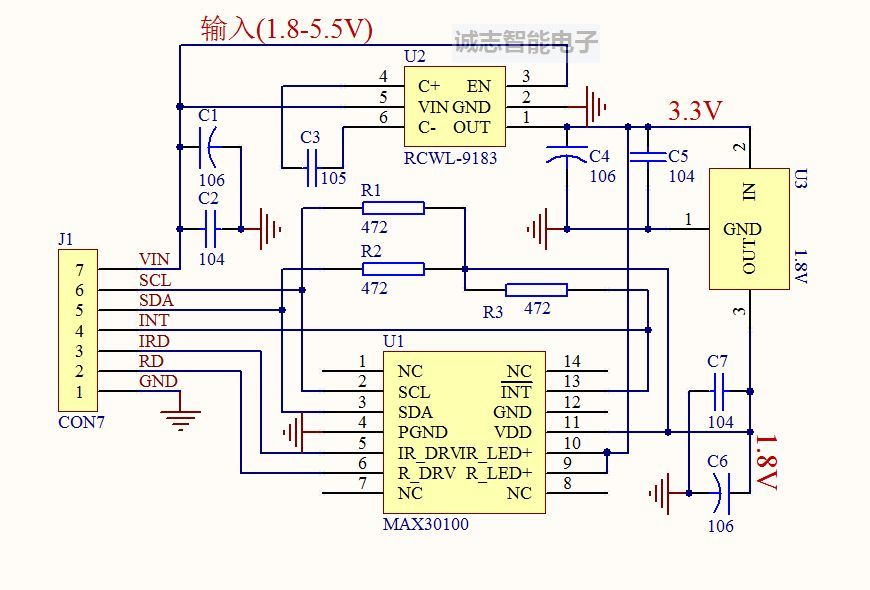 输入(1.8-5.5V)
诚志智能电子
U2
4 C+ EN 3
5 VIN GND 2
6 C- OUT 1
RCWL-9183
3.3V
C1
106
C2
104
C3
105
C4
106
C5
104
2
U3
IN
1 GND
OUT
1.8V
3
R1
472
R2
472
R3 472
J1
7 VIN
6 SCL
5 SDA
4 INT
3 IRD
2 RD
1 GND
CON7
U1
1 NC NC 14
2 SCL INT 13
3 SDA GND 12
4 PGND VDD 11
5 IR_DRV IR_LED+ 10
6 R_DRV R_LED+ 9
7 NC NC 8
MAX30100
C7
104
C6
106
1.8V